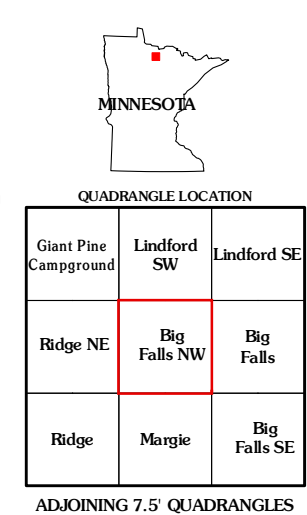 MINNESOTA
QUADRANGLE LOCATION
Giant Pine
Campground
Lindford
SW
Lindford SE
Ridge NE
Big
Falls NW
Big
Falls
Ridge
Margie
Big
Falls SE
ADJOINING 7.5' QUADRANGLES